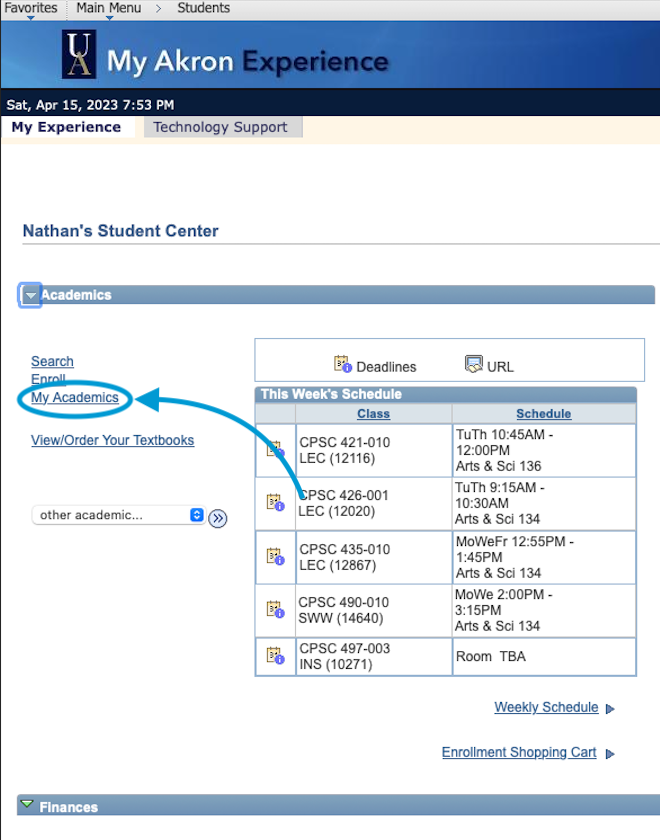 Favorites Main Menu > Students
UA My Akron Experience
Sat, Apr 15, 2023 7:53 PM
My Experience Technology Support
Nathan's Student Center
Academics
Search
Enroll
My Academics
View/Order Your Textbooks
other academic...
Deadlines URL
This Week's Schedule
Class Schedule
CPSC 421-010
LEC (12116)
TuTh 10:45AM -
12:00PM
Arts & Sci 136
CPSC 426-001
LEC (12020)
TuTh 9:15AM -
10:30AM
Arts & Sci 134
CPSC 435-010
LEC (12867)
MoWeFr 12:55PM -
1:45PM
Arts & Sci 134
CPSC 490-010
SWW (14640)
MoWe 2:00PM -
3:15PM
Arts & Sci 134
CPSC 497-003
INS (10271)
Room TBA
Weekly Schedule
Enrollment Shopping Cart
Finances